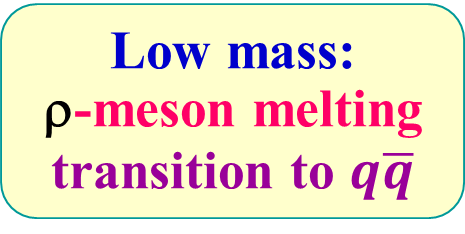 Low mass:
ρ-meson melting
transition to qq̅